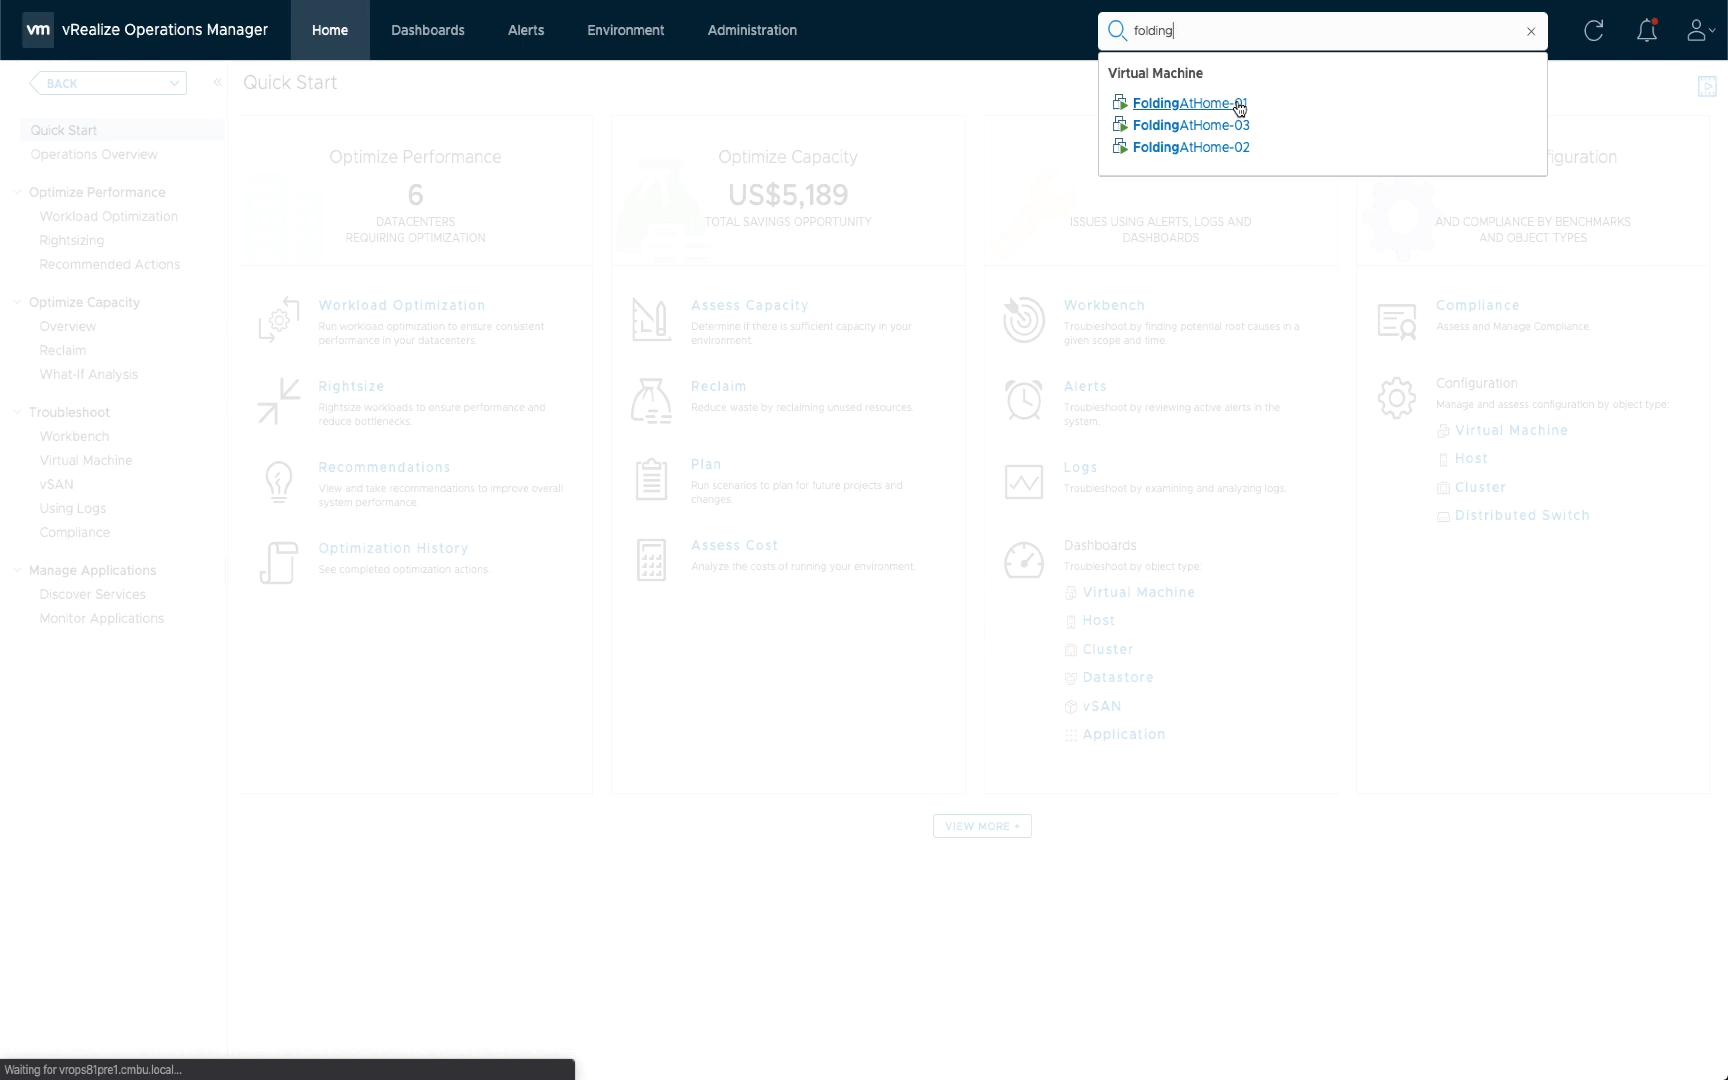 vm vRealize Operations Manager Home Dashboards Alerts Environment Administration folding
Virtual Machine
FoldingAtHome-01
FoldingAtHome-03
FoldingAtHome-02
BACK
Quick Start
Quick Start
Operations Overview
Optimize Performance
Workload Optimization
Rightsizing
Recommended Actions
Optimize Capacity
Overview
Reclaim
What-If Analysis
Troubleshoot
Workbench
Virtual Machine
vSAN
Using Logs
Compliance
Manage Applications
Discover Services
Monitor Applications
Optimize Performance
6
DATACENTERS
REQUIRING OPTIMIZATION
Workload Optimization
Run workload optimization to ensure consistent
performance in your datacenters.
Rightsize
Rightsize workloads to ensure performance and
reduce bottlenecks.
Recommendations
View and take recommendations to improve overall
system performance.
Optimization History
See completed optimization actions.
Optimize Capacity
US$5,189
TOTAL SAVINGS OPPORTUNITY
Assess Capacity
Determine if there is sufficient capacity in your
environment.
Reclaim
Reduce waste by reclaiming unused resources.
Plan
Run scenarios to plan for future projects and
changes.
Assess Cost
Analyze the costs of running your environment.
ISSUES USING ALERTS, LOGS AND
DASHBOARDS
Workbench
Troubleshoot by finding potential root causes in a
given scope and time.
Alerts
Troubleshoot by reviewing active alerts in the
system.
Logs
Troubleshoot by examining and analyzing logs.
Dashboards
Troubleshoot by object type:
Virtual Machine
Host
Cluster
Datastore
vSAN
Application
figuration
AND COMPLIANCE BY BENCHMARKS
AND OBJECT TYPES
Compliance
Assess and Manage Compliance.
Configuration
Manage and assess configuration by object type:
Virtual Machine
Host
Cluster
Distributed Switch
VIEW MORE +
Waiting for vrops81pre1.cmbu.local...